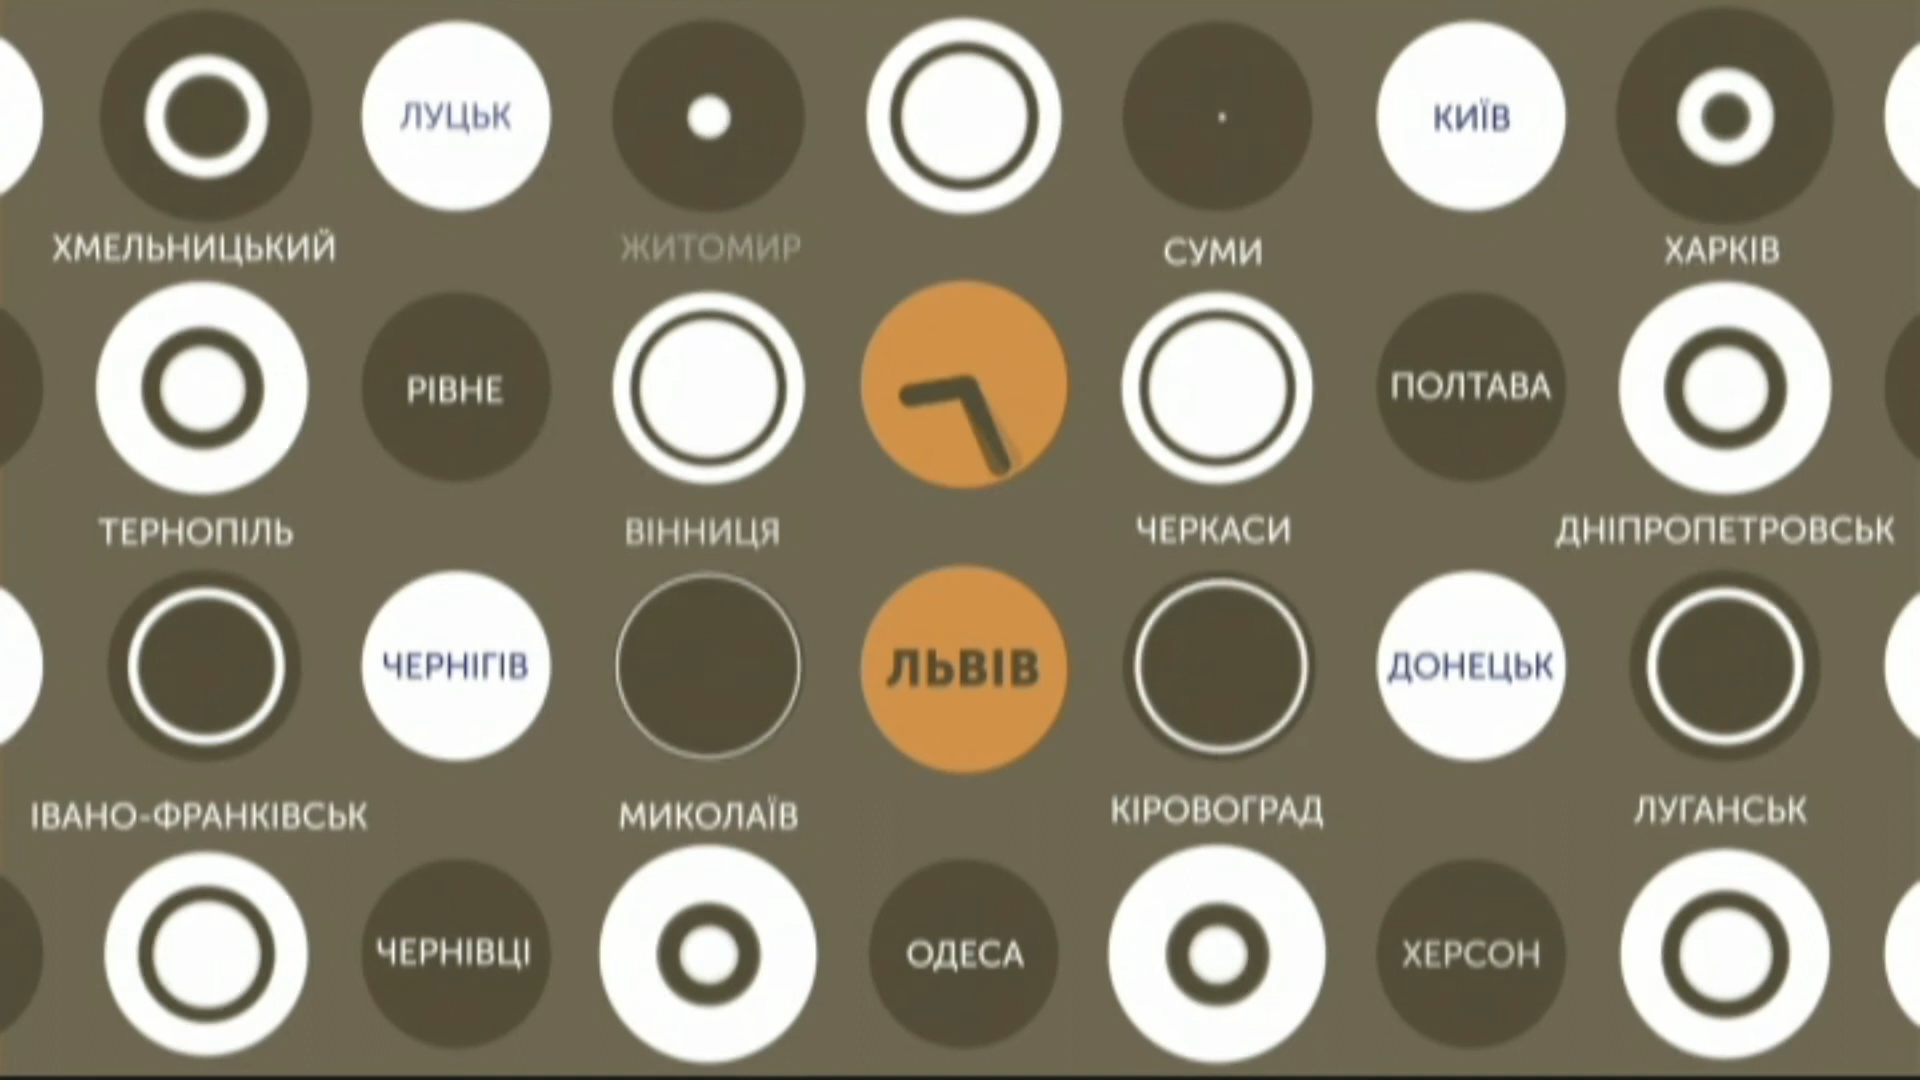 ЛУЦЬК
КИЇВ
ХМЕЛЬНИЦЬКИЙ
ЖИТОМИР
СУМИ
ХАРКІВ
РІВНЕ
ПОЛТАВА
ТЕРНОПІЛЬ
ВІННИЦЯ
ЧЕРКАСИ
ДНІПРОПЕТРОВСЬК
ЧЕРНІГІВ
ЛЬВІВ
ДОНЕЦЬК
ІВАНО-ФРАНКІВСЬК
МИКОЛАЇВ
КІРОВОГРАД
ЛУГАНСЬК
ЧЕРНІВЦІ
ОДЕСА
ХЕРСОН